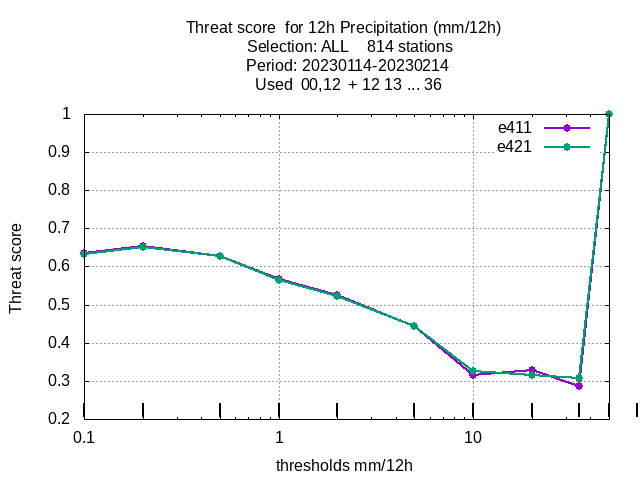 Threat score for 12h Precipitation (mm/12h)
Selection: ALL 814 stations
Period: 20230114-20230214
Used 00,12 + 12 13 ... 36
1
0.9
0.8
0.7
0.6
0.5
0.4
0.3
0.2
Threat score
e411
e421
0.1 1 10
thresholds mm/12h